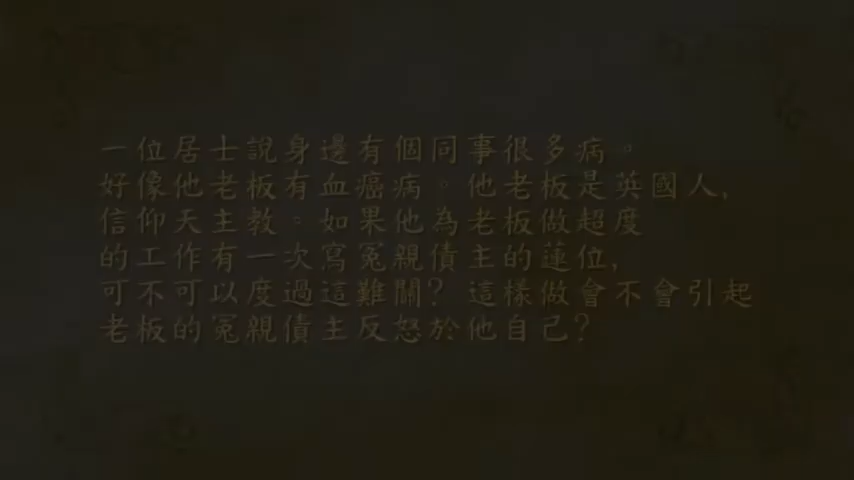 一位居士說身邊有個同事很多病。
好像他老板有血癌病。他老板是英國人,
信仰天主教。如果他為老板做超度
的工作有一次寫冤親債主的蓮位,
可不可以度過這難關? 這樣做會不會引起
老板的冤親債主反怒於他自己?